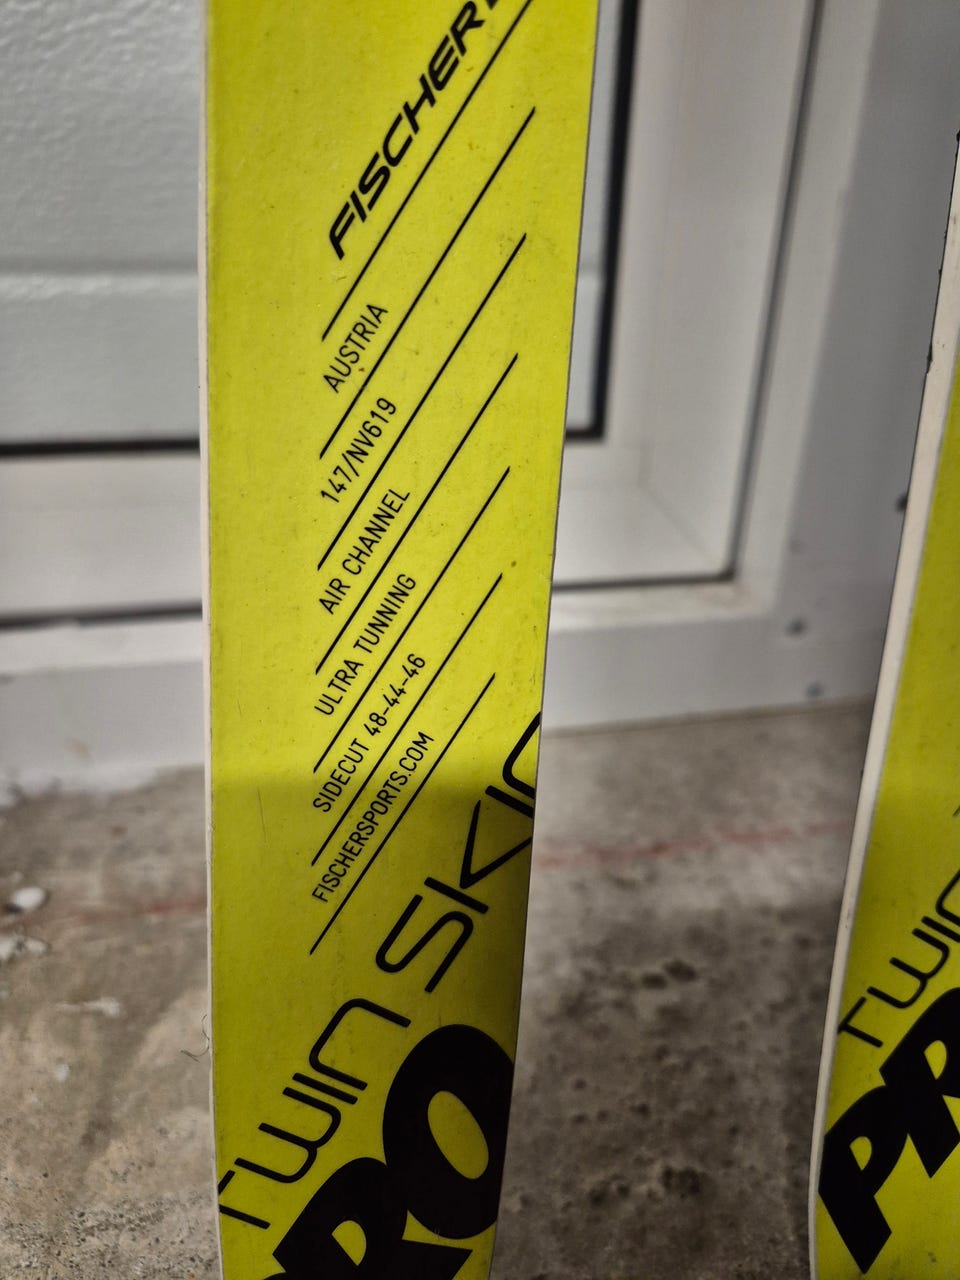 FISCHER
AUSTRIA
147/NV619
AIR CHANNEL
ULTRA TUNNING
SIDECUT 48-44-46
FISCHERSPORTS.COM
TWIN SKIN
PRO
TWIN
PR